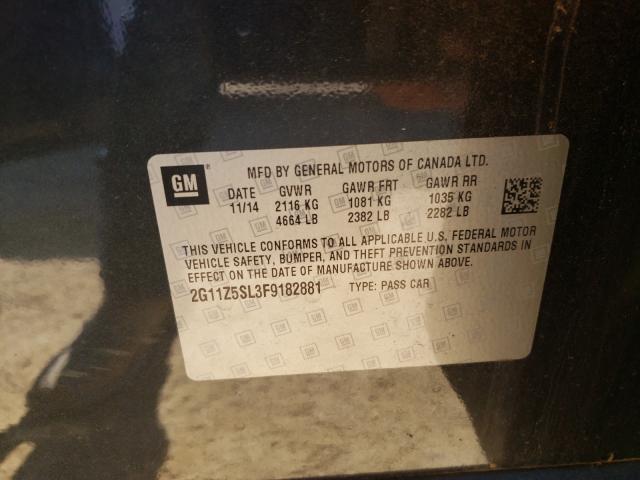 GM
MFD BY GENERAL MOTORS OF CANADA LTD.
DATE GVWR GAWR FRT GAWR RR
11/14 2116 KG 1081 KG 1035 KG
4664 LB 2382 LB 2282 LB
THIS VEHICLE CONFORMS TO ALL APPLICABLE U.S. FEDERAL MOTOR
VEHICLE SAFETY, BUMPER, AND THEFT PREVENTION STANDARDS IN
EFFECT ON THE DATE OF MANUFACTURE SHOWN ABOVE.
2G11Z5SL3F9182881 TYPE: PASS CAR